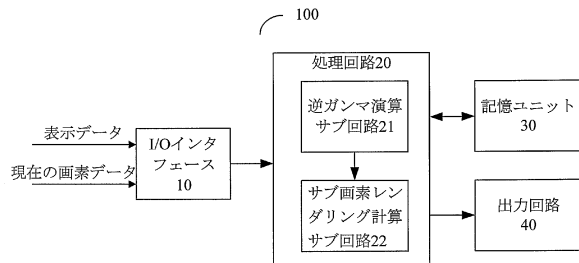 100
処理回路20
逆ガンマ演算
サブ回路21
記憶ユニット
30
表示データ
現在の画素データ
I/Oインタ
フェース
10
サブ画素レン
ダリング計算
サブ回路22
出力回路
40